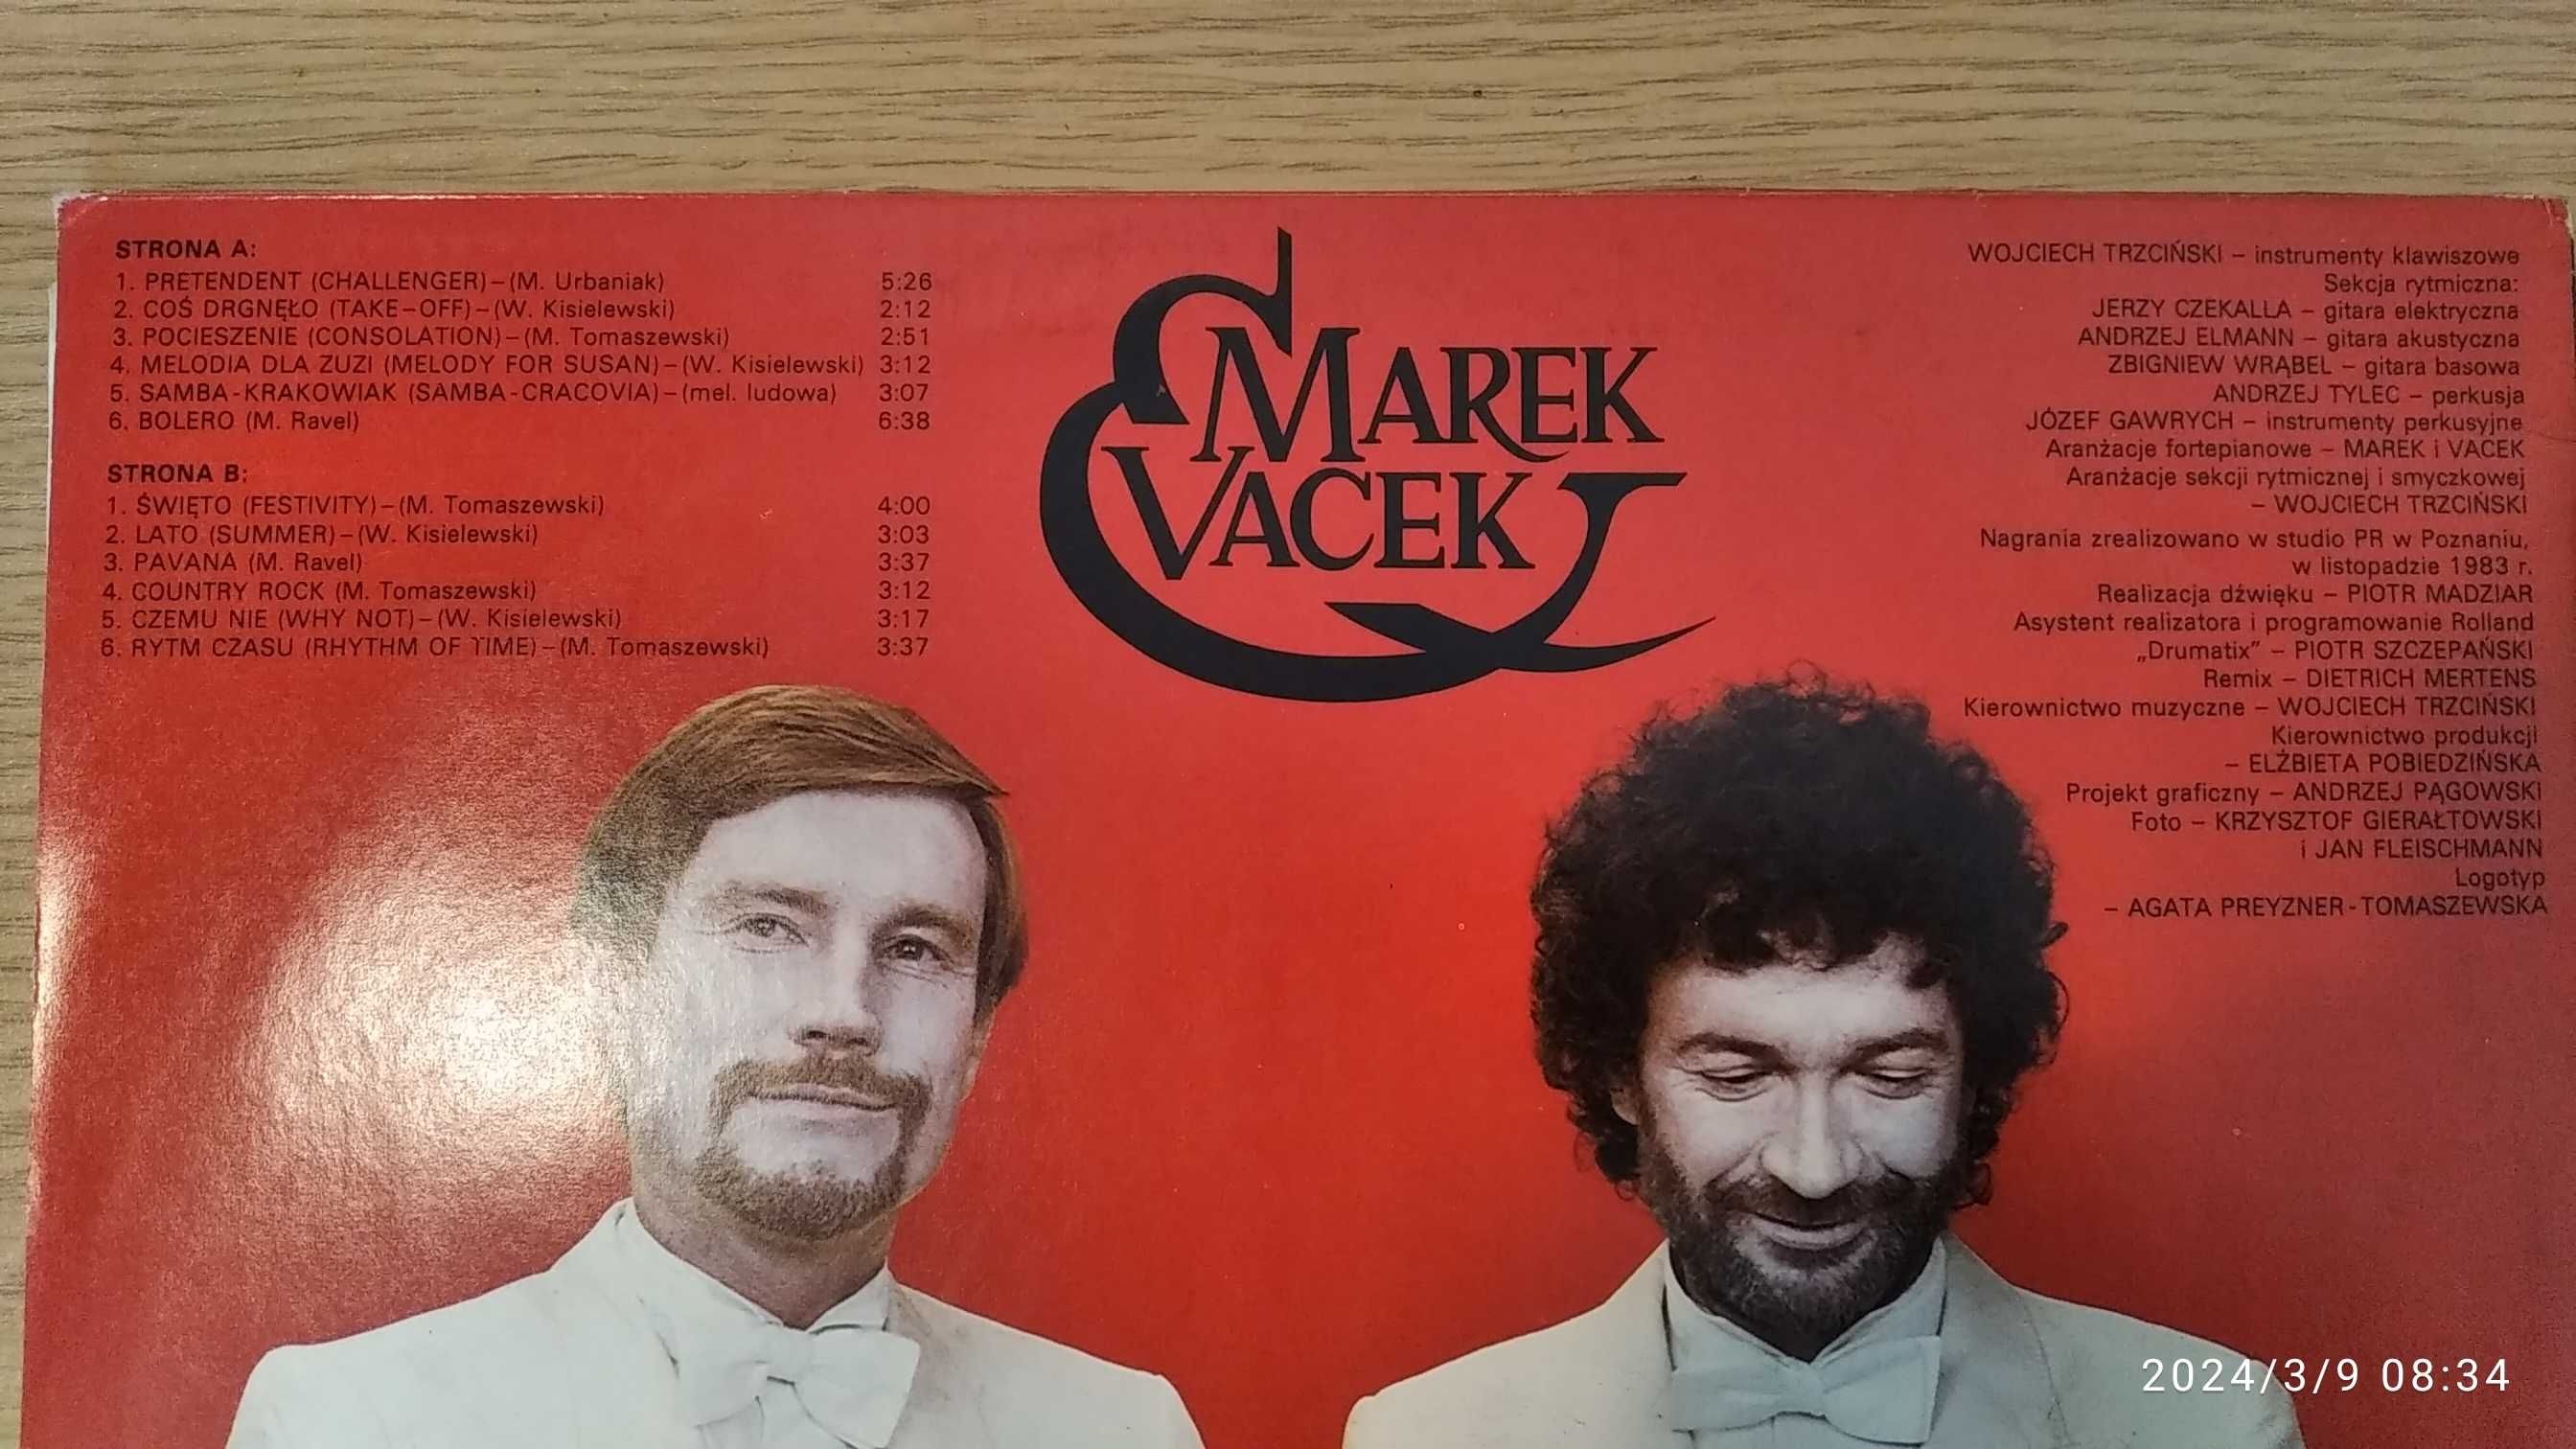 STRONA A:
1. PRETENDENT (CHALLENGER)–(M. Urbaniak) 5:26
2. COŚ DRGNĘŁO (TAKE–OFF)–(W. Kisielewski) 2:12
3. POCIESZENIE (CONSOLATION)–(M. Tomaszewski) 2:51
4. MELODIA DLA ZUZI (MELODY FOR SUSAN)–(W. Kisielewski) 3:12
5. SAMBA-KRAKOWIAK (SAMBA-CRACOVIA)–(mel. ludowa) 3:07
6. BOLERO (M. Ravel) 6:38
STRONA B:
1. ŚWIĘTO (FESTIVITY)–(M. Tomaszewski) 4:00
2. LATO (SUMMER)–(W. Kisielewski) 3:03
3. PAVANA (M. Ravel) 3:37
4. COUNTRY ROCK (M. Tomaszewski) 3:12
5. CZEMU NIE (WHY NOT)–(W. Kisielewski) 3:17
6. RYTM CZASU (RHYTHM OF TIME)–(M. Tomaszewski) 3:37
MAREK
& VACEK
WOJCIECH TRZCIŃSKI – instrumenty klawiszowe
Sekcja rytmiczna:
JERZY CZEKALLA – gitara elektryczna
ANDRZEJ ELMANN – gitara akustyczna
ZBIGNIEW WRĄBEL – gitara basowa
ANDRZEJ TYLEC – perkusja
JÓZEF GAWRYCH – instrumenty perkusyjne
Aranżacje fortepianowe – MAREK i VACEK
Aranżacje sekcji rytmicznej i smyczkowej
– WOJCIECH TRZCIŃSKI
Nagrania zrealizowano w studio PR w Poznaniu,
w listopadzie 1983 r.
Realizacja dźwięku – PIOTR MADZIAR
Asystent realizatora i programowanie Rolland
„Drumatix” – PIOTR SZCZEPAŃSKI
Remix – DIETRICH MERTENS
Kierownictwo muzyczne – WOJCIECH TRZCIŃSKI
Kierownictwo produkcji
– ELŻBIETA POBIEDZIŃSKA
Projekt graficzny – ANDRZEJ PĄGOWSKI
Foto – KRZYSZTOF GIERAŁTOWSKI
i JAN FLEISCHMANN
Logotyp
– AGATA PREYZNER-TOMASZEWSKA
2024/3/9 08:34